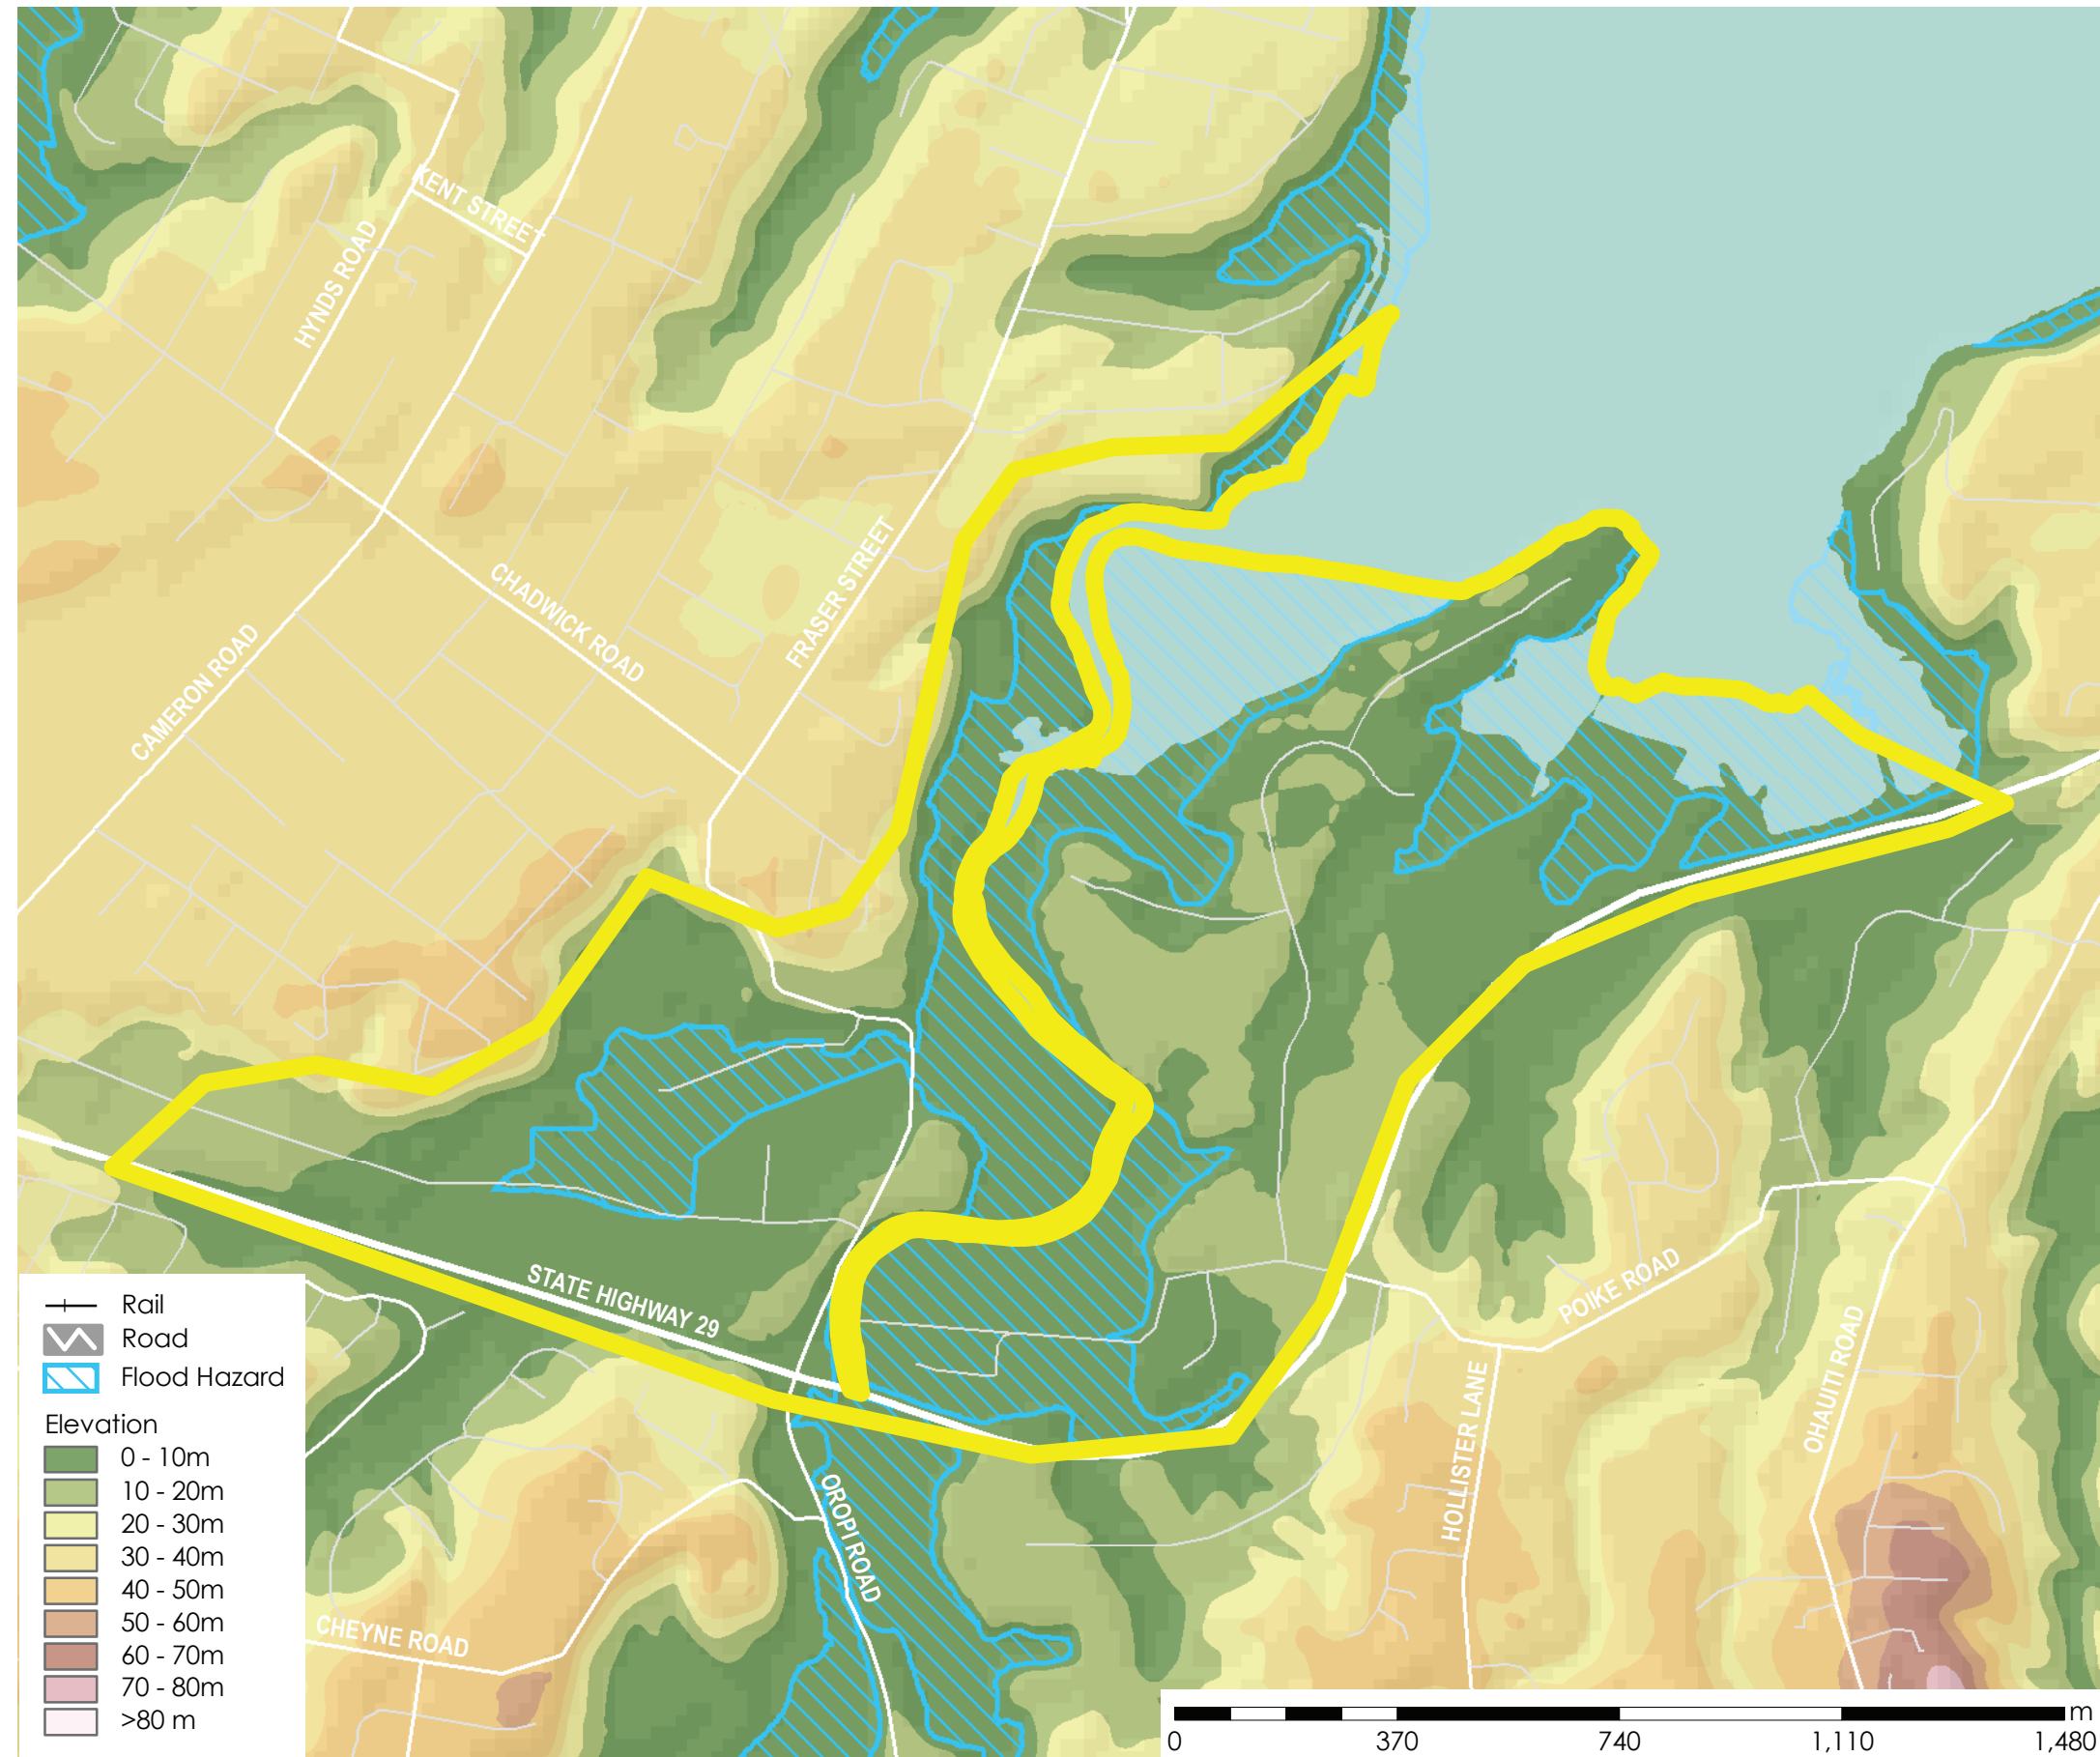 KENT STREET
HYNDS ROAD
CHADWICK ROAD
FRASER STREET
CAMERON ROAD
STATE HIGHWAY 29
POIKE ROAD
OHAUITI ROAD
HOLLISTER LANE
OROPI ROAD
CHEYNE ROAD
Rail
Road
Flood Hazard
Elevation
0 - 10m
10 - 20m
20 - 30m
30 - 40m
40 - 50m
50 - 60m
60 - 70m
70 - 80m
>80 m
m
0 370 740 1,110 1,480